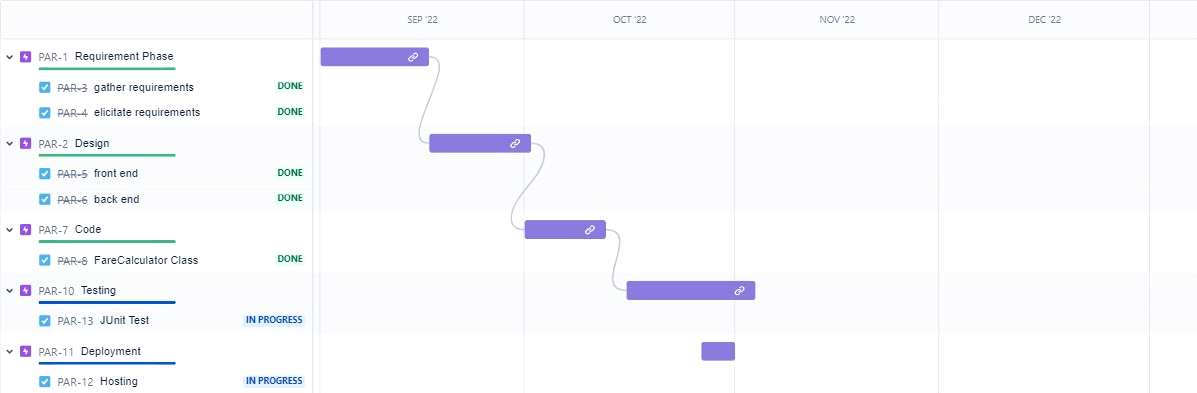 SEP '22 OCT '22 NOV '22 DEC '22
PAR-1 Requirement Phase
PAR-3 gather requirements DONE
PAR-4 elicitate requirements DONE
PAR-2 Design
PAR-5 front end DONE
PAR-6 back end DONE
PAR-7 Code
PAR-8 FareCalculator Class DONE
PAR-10 Testing
PAR-13 JUnit Test IN PROGRESS
PAR-11 Deployment
PAR-12 Hosting IN PROGRESS